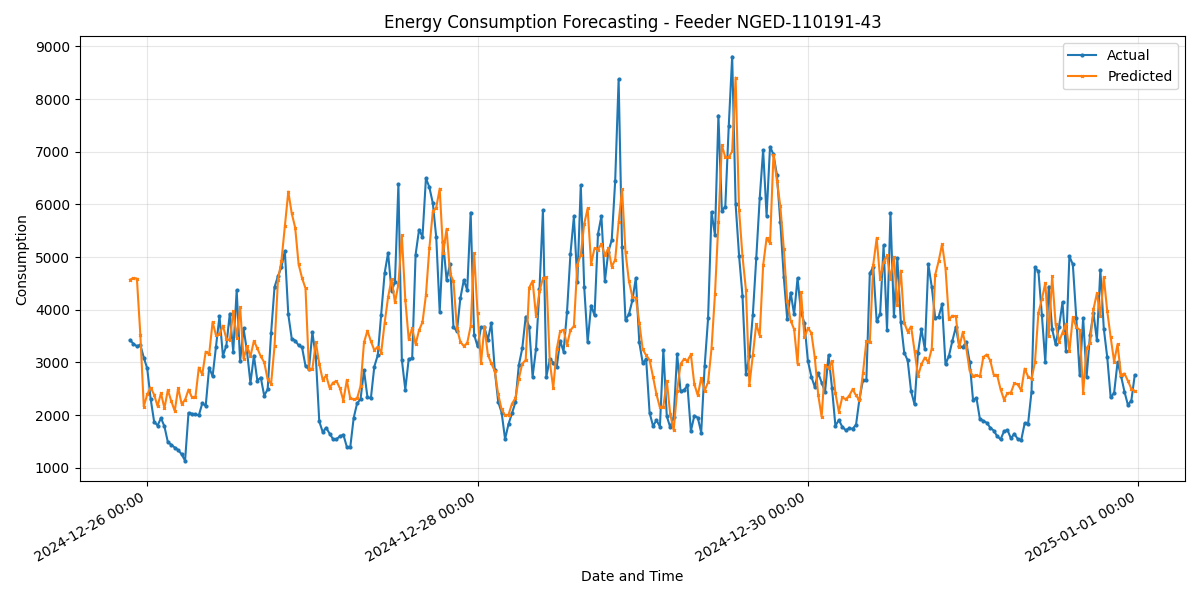 Energy Consumption Forecasting - Feeder NGED-110191-43
Actual
Predicted
9000
8000
7000
6000
5000
4000
3000
2000
1000
Consumption
2024-12-26 00:00
2024-12-28 00:00
2024-12-30 00:00
2025-01-01 00:00
Date and Time